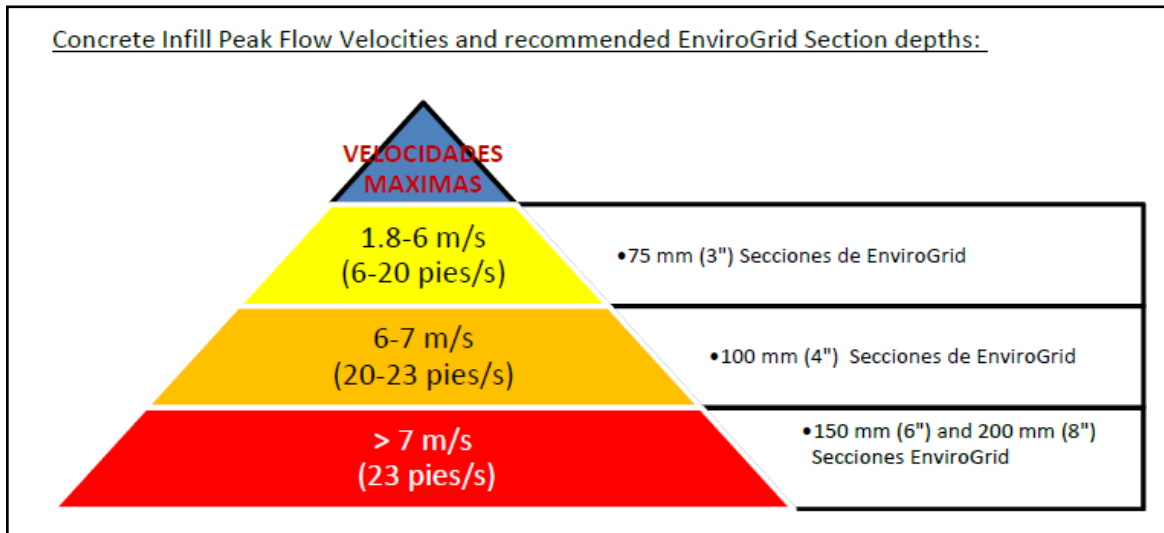 Concrete Infill Peak Flow Velocities and recommended EnviroGrid Section depths:
VELOCIDADES
MAXIMAS
1.8-6 m/s
(6-20 pies/s)
•75 mm (3") Secciones de EnviroGrid
6-7 m/s
(20-23 pies/s)
•100 mm (4") Secciones de EnviroGrid
> 7 m/s
(23 pies/s)
•150 mm (6") and 200 mm (8")
Secciones EnviroGrid